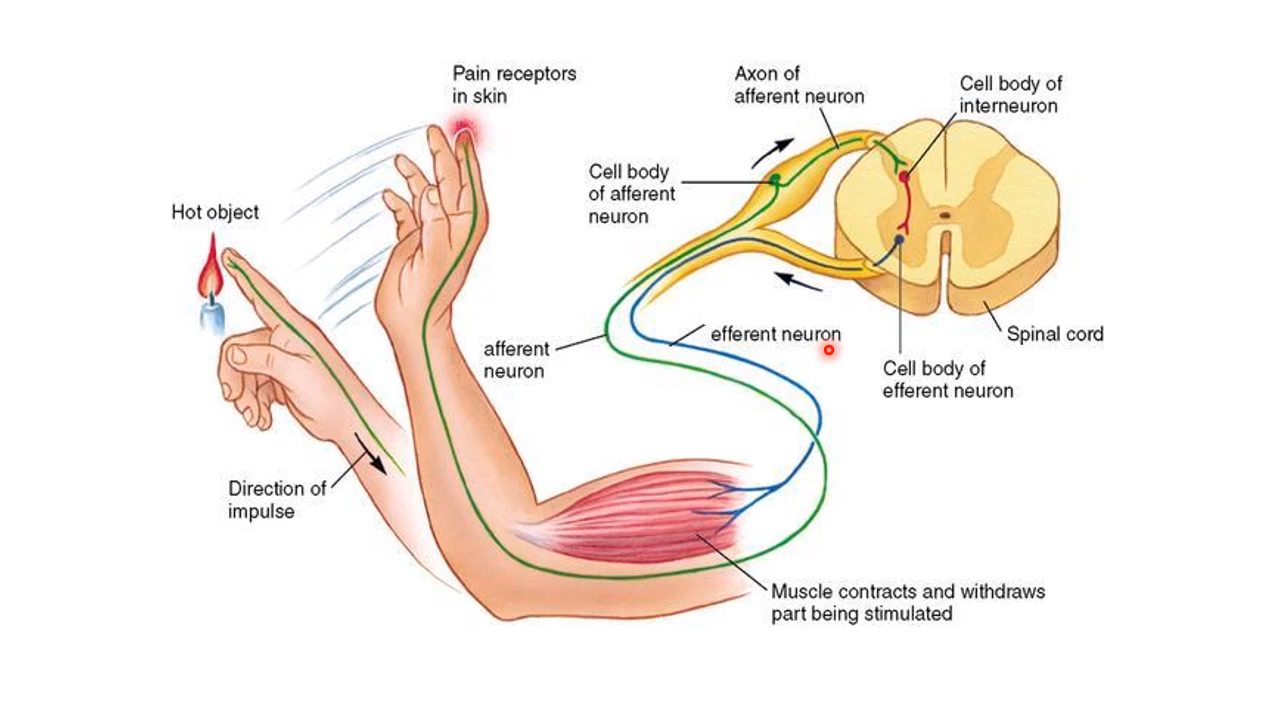 Pain receptors
in skin
Axon of
afferent neuron
Cell body of
interneuron
Cell body
of afferent
neuron
Hot object
efferent neuron
Spinal cord
afferent
neuron
Cell body of
efferent neuron
Direction of
impulse
Muscle contracts and withdraws
part being stimulated